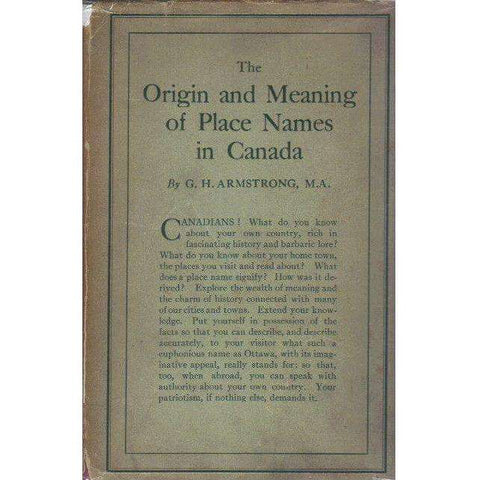 The
Origin and Meaning
of Place Names
in Canada
By G. H. ARMSTRONG, M.A.
CANADIANS! What do you know
about your own country, rich in
fascinating history and barbaric lore?
What do you know about your home town,
the places you visit and read about? What
does a place name signify? How was it de-
rived? Explore the wealth of meaning and
the charm of history connected with many
of our cities and towns. Extend your know-
ledge. Put yourself in possession of the
facts so that you can describe, and describe
accurately, to your visitor what such a
euphonious name as Ottawa, with its imag-
inative appeal, really stands for: so that,
too, when abroad, you can speak with
authority about your own country. Your
patriotism, if nothing else, demands it.